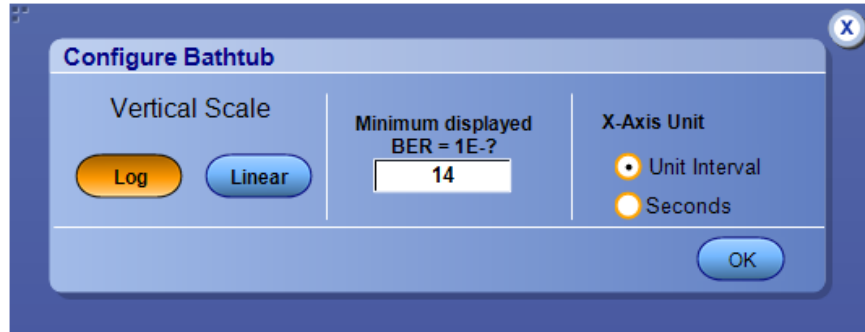 X
Configure Bathtub
Vertical Scale
Log
Linear
Minimum displayed
BER = 1E-?
14
X-Axis Unit
Unit Interval
Seconds
OK